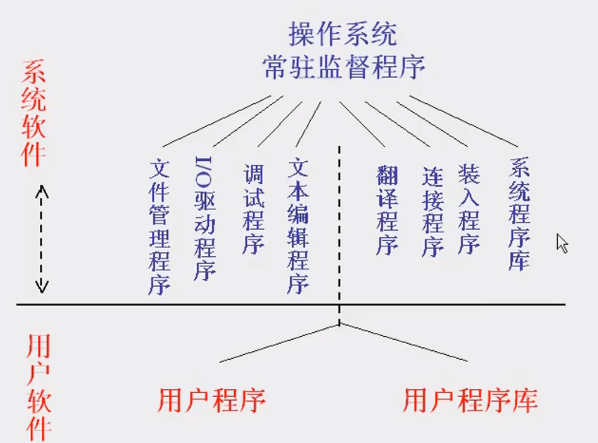 操作系统
常驻监督程序
系统软件
文件管理程序
I/O驱动程序
调试程序
文本编辑程序
翻译程序
连接程序
装入程序
系统程序库
用户软件
用户程序
用户程序库